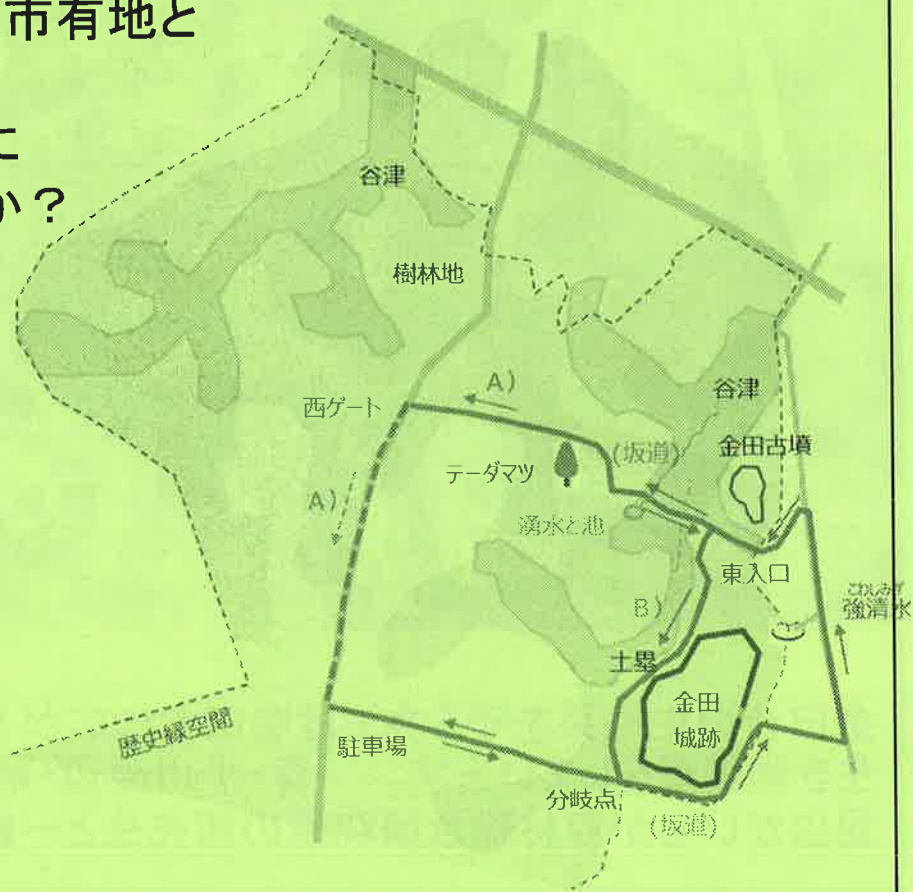 市有地と
に
か？
谷津
樹林地
谷津
西ゲート
A）
(坂道)
金田古墳
テーダマツ
A）
湧水と池
東入口
こわしみず
強清水
B）
土塁
金田
城跡
歴史緑空間
駐車場
分岐点
(坂道)